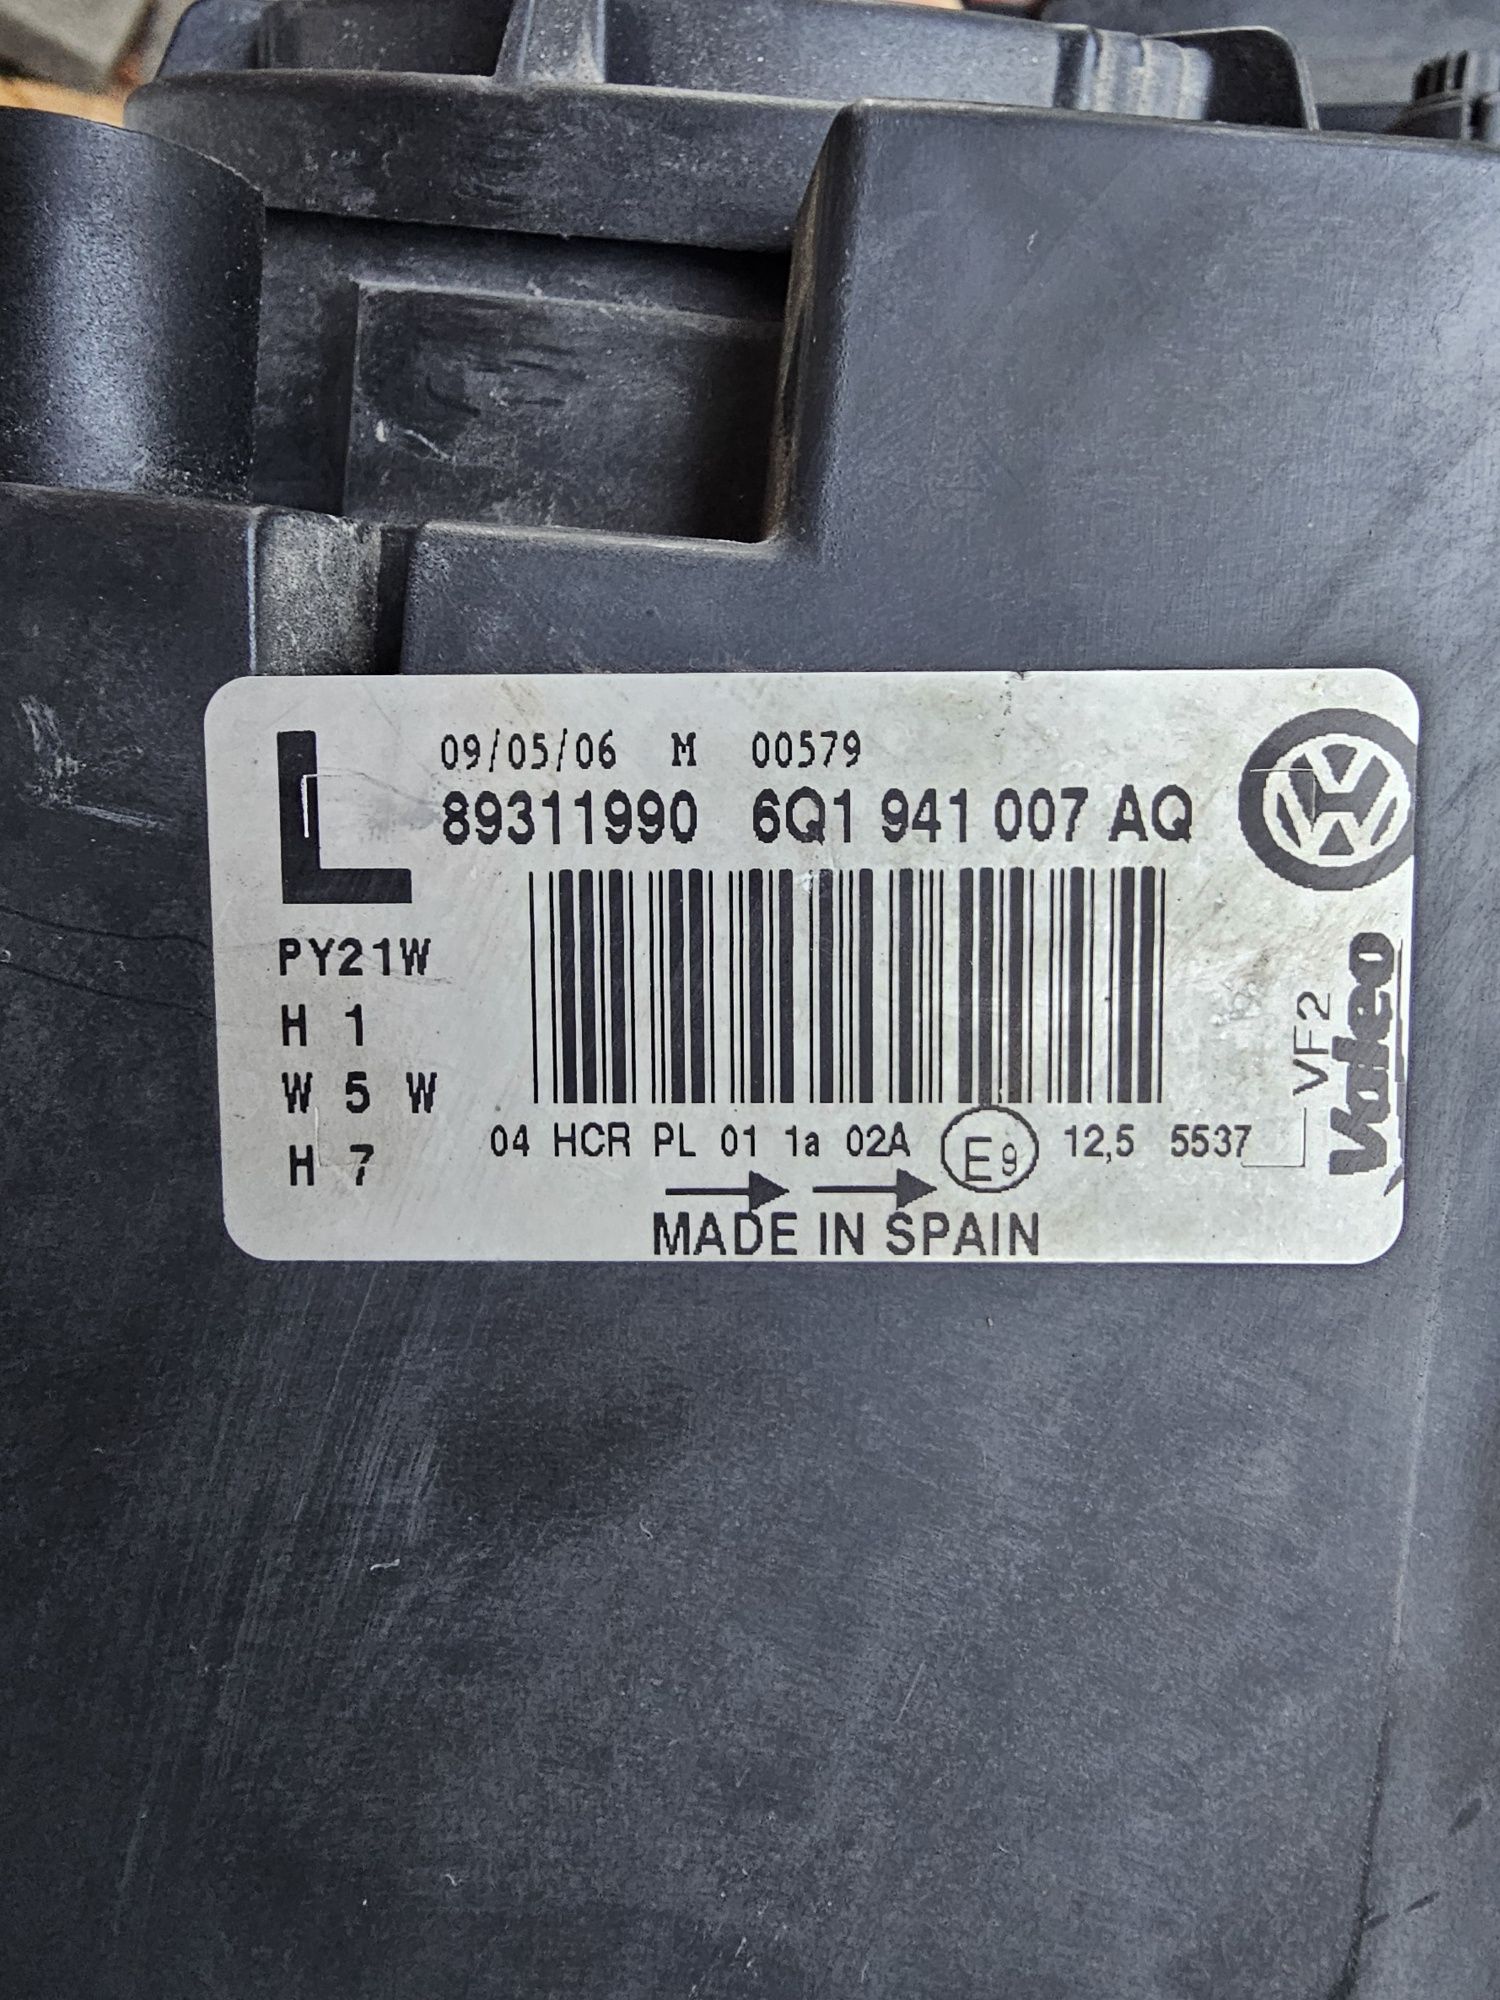 L
09/05/06 M 00579
89311990 6Q1 941 007 AQ
PY21W
H 1
W 5 W
H 7
04 HCR PL 01 1a 02A E9 12,5 5537
MADE IN SPAIN
VF2
Valeo